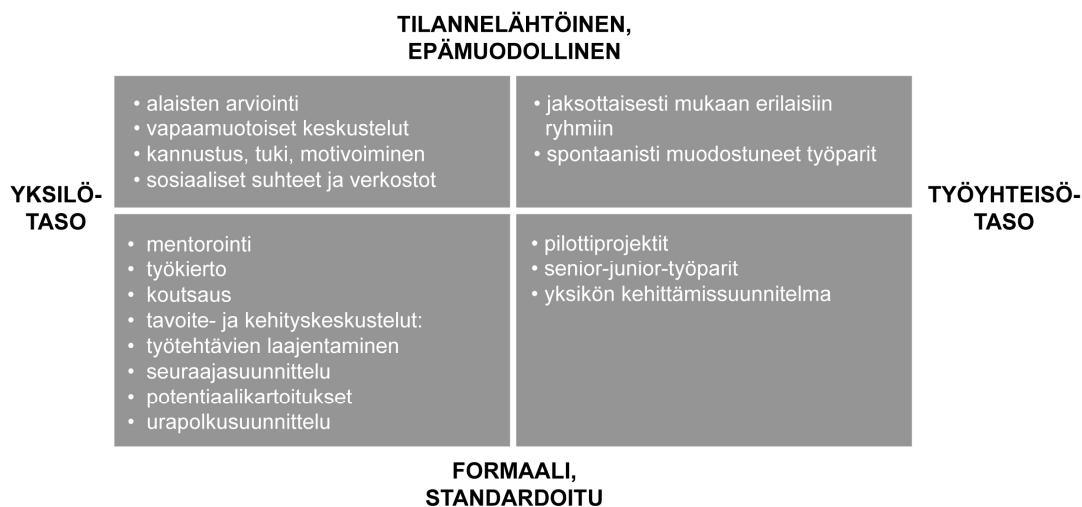 TILANNELÄHTÖINEN,
EPÄMUODOLLINEN
• alaisten arviointi
• vapaamuotoiset keskustelut
• kannustus, tuki, motivoiminen
• sosiaaliset suhteet ja verkostot
• jaksottaisesti mukaan erilaisiin
ryhmiin
• spontaanisti muodostuneet työparit
YKSILÖ-
TASO
TYÖYHTEISÖ-
TASO
• mentorointi
• työkierto
• koutsaus
• tavoite- ja kehityskeskustelut:
• työtehtävien laajentaminen
• seuraajasuunnittelu
• potentiaalikartoitukset
• urapolkusuunnittelu
• pilottiprojektit
• senior-junior-työparit
• yksikön kehittämissuunnitelma
FORMAALI,
STANDARDOITU